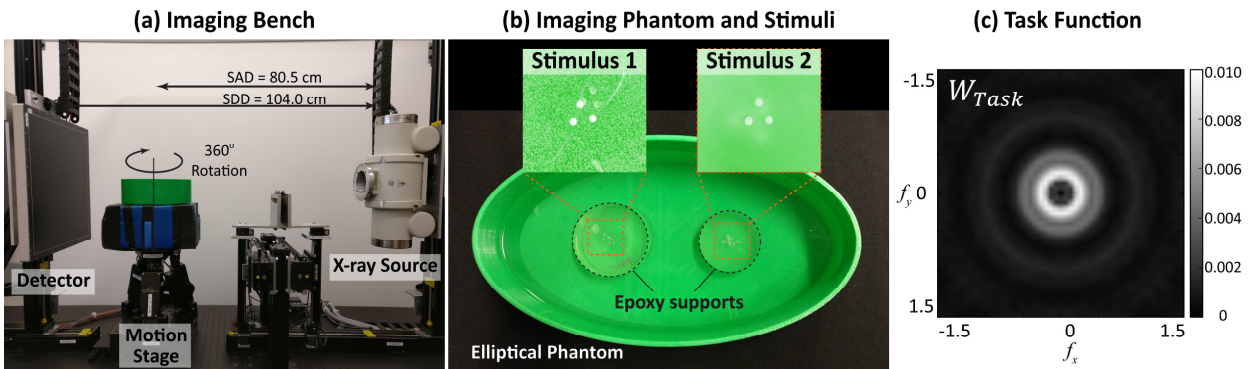 (a) Imaging Bench
SAD = 80.5 cm
SDD = 104.0 cm
360°
Rotation
Detector
X-ray Source
Motion
Stage
(b) Imaging Phantom and Stimuli
Stimulus 1
Stimulus 2
Epoxy supports
Elliptical Phantom
(c) Task Function
W_Task
-1.5
f_y 0
1.5
-1.5 0 1.5
f_x
0.010
0.008
0.006
0.004
0.002
0